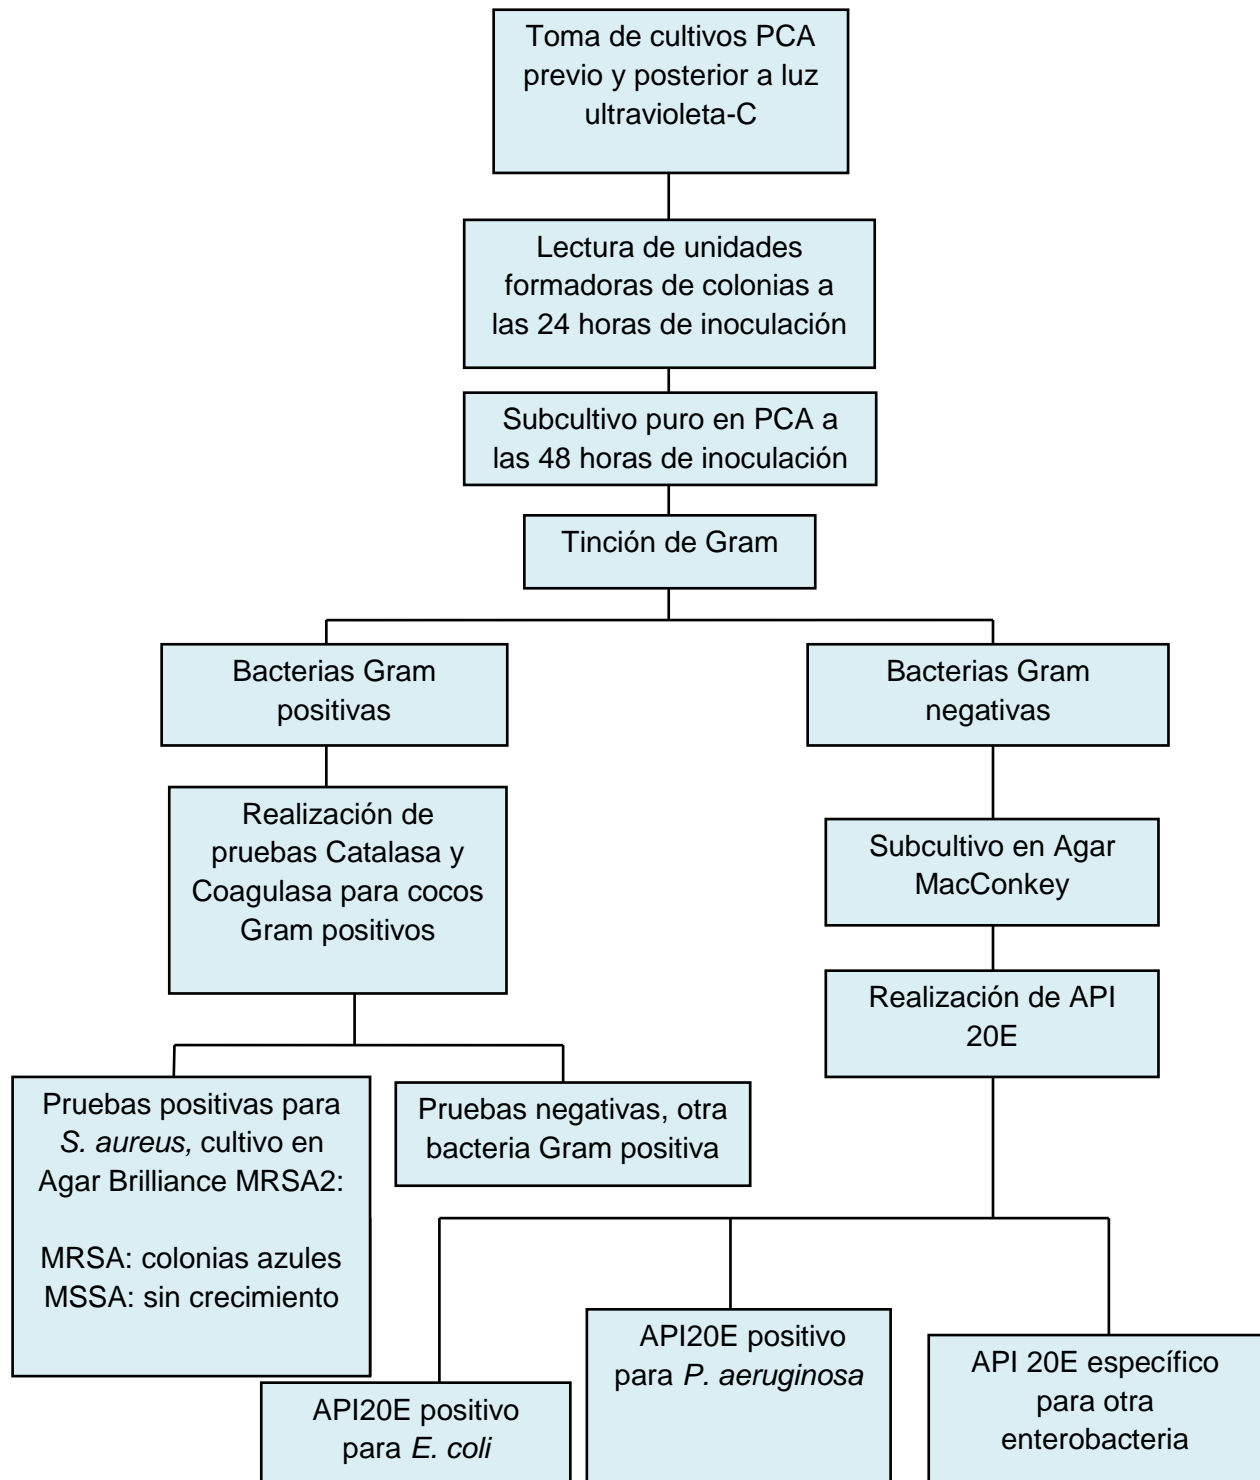 Toma de cultivos PCA
previo y posterior a luz
ultravioleta-C
Lectura de unidades
formadoras de colonias a
las 24 horas de inoculación
Subcultivo puro en PCA a
las 48 horas de inoculación
Tinción de Gram
Bacterias Gram
positivas
Bacterias Gram
negativas
Realización de
pruebas Catalasa y
Coagulasa para cocos
Gram positivos
Subcultivo en Agar
MacConkey
Realización de API
20E
Pruebas positivas para
S. aureus, cultivo en
Agar Brilliance MRSA2:
MRSA: colonias azules
MSSA: sin crecimiento
Pruebas negativas, otra
bacteria Gram positiva
API20E positivo
para E. coli
API20E positivo
para P. aeruginosa
API 20E específico
para otra
enterobacteria